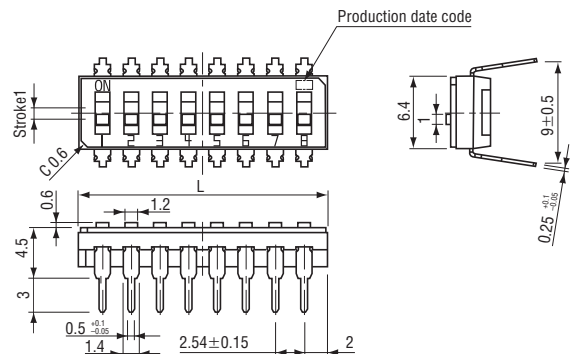 Production date code
ON
1 2 3 4 5 6 7 8
Stroke1
C0.6
6.4
1
9±0.5
0.25 +0.1 -0.05
L
0.6
1.2
4.5
3
0.5 +0.1 -0.05
1.4
2.54±0.15
2